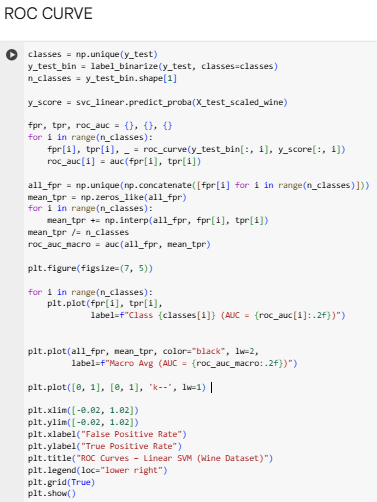 ROC CURVE
classes = np.unique(y_test)
y_test_bin = label_binarize(y_test, classes=classes)
n_classes = y_test_bin.shape[1]
y_score = svc_linear.predict_proba(X_test_scaled_wine)
fpr, tpr, roc_auc = {}, {}, {}
for i in range(n_classes):
    fpr[i], tpr[i], _ = roc_curve(y_test_bin[:, i], y_score[:, i])
    roc_auc[i] = auc(fpr[i], tpr[i])
all_fpr = np.unique(np.concatenate([fpr[i] for i in range(n_classes)]))
mean_tpr = np.zeros_like(all_fpr)
for i in range(n_classes):
    mean_tpr += np.interp(all_fpr, fpr[i], tpr[i])
mean_tpr /= n_classes
roc_auc_macro = auc(all_fpr, mean_tpr)
plt.figure(figsize=(7, 5))
for i in range(n_classes):
    plt.plot(fpr[i], tpr[i],
             label=f"Class {classes[i]} (AUC = {roc_auc[i]:.2f})")
plt.plot(all_fpr, mean_tpr, color="black", lw=2,
         label=f"Macro Avg (AUC = {roc_auc_macro:.2f})")
plt.plot([0, 1], [0, 1], 'k--', lw=1)
plt.xlim([-0.02, 1.02])
plt.ylim([-0.02, 1.02])
plt.xlabel("False Positive Rate")
plt.ylabel("True Positive Rate")
plt.title("ROC Curves – Linear SVM (Wine Dataset)")
plt.legend(loc="lower right")
plt.grid(True)
plt.show()